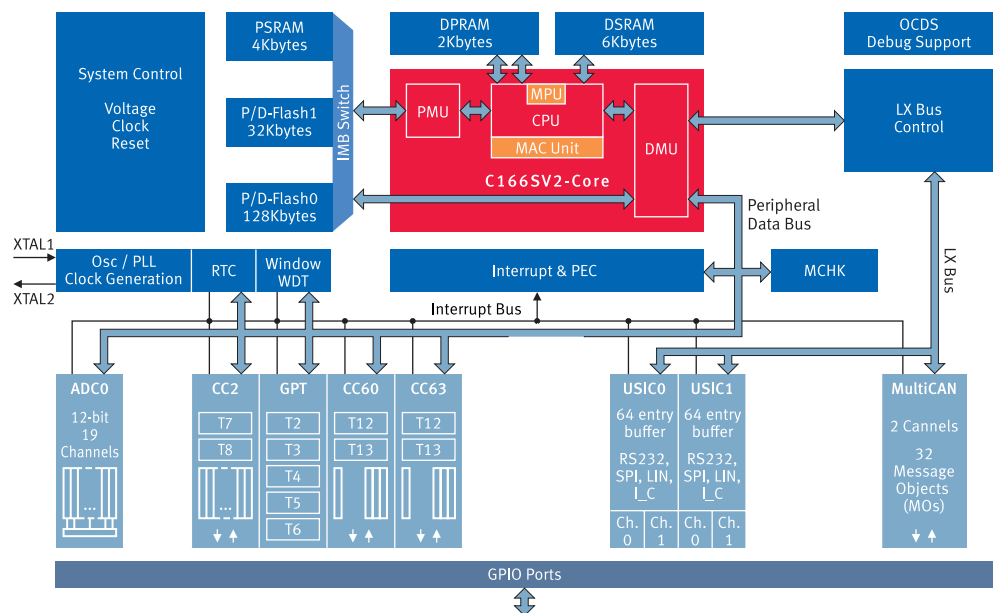 PSRAM
4Kbytes
DPRAM
2Kbytes
DSRAM
6Kbytes
OCDS
Debug Support
System Control
Voltage
Clock
Reset
P/D-Flash1
32Kbytes
P/D-Flash0
128Kbytes
IMB Switch
PMU
MPU
CPU
MAC Unit
C166SV2-Core
DMU
LX Bus
Control
Peripheral
Data Bus
LX Bus
XTAL1
XTAL2
Osc / PLL
Clock Generation
RTC
Window
WDT
Interrupt & PEC
MCHK
Interrupt Bus
ADC0
12-bit
19
Channels
...
CC2
T7
T8
...
GPT
T2
T3
T4
T5
T6
CC60
T12
T13
CC63
T12
T13
USIC0
64 entry
buffer
RS232,
SPI, LIN,
I_C
Ch.
0
Ch.
1
USIC1
64 entry
buffer
RS232,
SPI, LIN,
I_C
Ch.
0
Ch.
1
MultiCAN
2 Cannels
32
Message
Objects
(MOs)
GPIO Ports